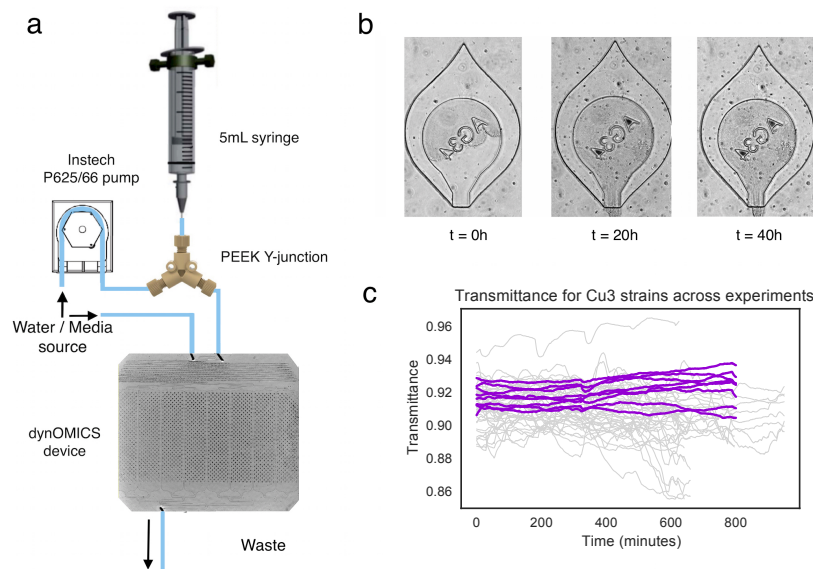 a
5mL syringe
Instech
P625/66 pump
PEEK Y-junction
Water / Media
source
dynOMICS
device
Waste
b
t = 0h
t = 20h
t = 40h
c
Transmittance for Cu3 strains across experiments
Transmittance
0.96
0.94
0.92
0.90
0.88
0.86
0
200
400
600
800
Time (minutes)